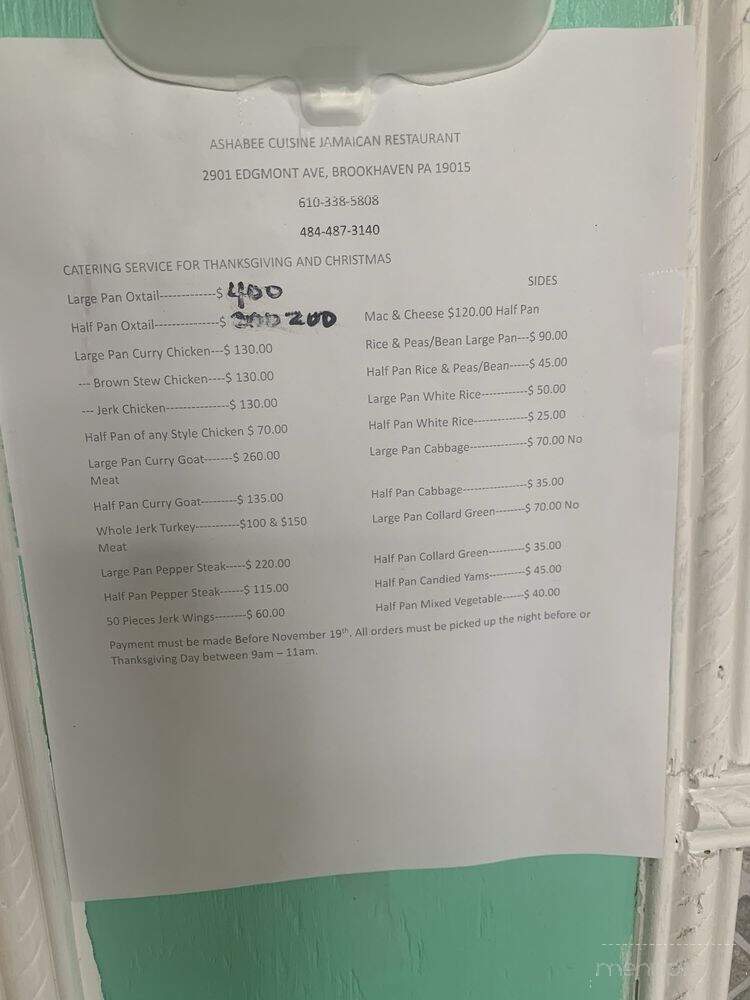 ASHABEE CUISINE JAMAICAN RESTAURANT
2901 EDGMONT AVE, BROOKHAVEN PA 19015
610-338-5808
484-487-3140
CATERING SERVICE FOR THANKSGIVING AND CHRISTMAS
Large Pan Oxtail-------------$ 400
Half Pan Oxtail---------------$ 200
Large Pan Curry Chicken---$ 130.00
--- Brown Stew Chicken----$ 130.00
--- Jerk Chicken---------------$ 130.00
Half Pan of any Style Chicken $ 70.00
Large Pan Curry Goat-------$ 260.00
Meat
Half Pan Curry Goat---------$ 135.00
Whole Jerk Turkey-----------$100 & $150
Meat
Large Pan Pepper Steak-----$ 220.00
Half Pan Pepper Steak------$ 115.00
50 Pieces Jerk Wings--------$ 60.00
SIDES
Mac & Cheese $120.00 Half Pan
Rice & Peas/Bean Large Pan---$ 90.00
Half Pan Rice & Peas/Bean-----$ 45.00
Large Pan White Rice------------$ 50.00
Half Pan White Rice--------------$ 25.00
Large Pan Cabbage---------------$ 70.00 No
Half Pan Cabbage-----------------$ 35.00
Large Pan Collard Green--------$ 70.00 No
Half Pan Collard Green----------$ 35.00
Half Pan Candied Yams----------$ 45.00
Half Pan Mixed Vegetable------$ 40.00
Payment must be made Before November 19th. All orders must be picked up the night before or
Thanksgiving Day between 9am – 11am.